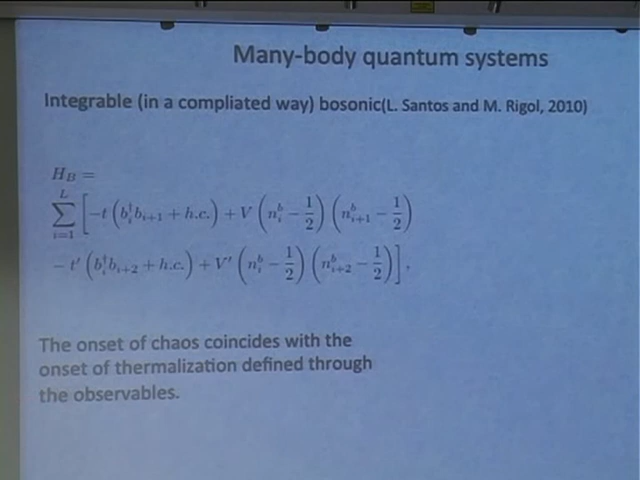 Many-body quantum systems
Integrable (in a compliated way) bosonic(L. Santos and M. Rigol, 2010)
H_B =
\sum_{i=1}^{L} [ -t ( b_i^† b_{i+1} + h.c. ) + V ( n_i^b - 1/2 ) ( n_{i+1}^b - 1/2 )
- t' ( b_i^† b_{i+2} + h.c. ) + V' ( n_i^b - 1/2 ) ( n_{i+2}^b - 1/2 ) ] .
The onset of chaos coincides with the
onset of thermalization defined through
the observables.